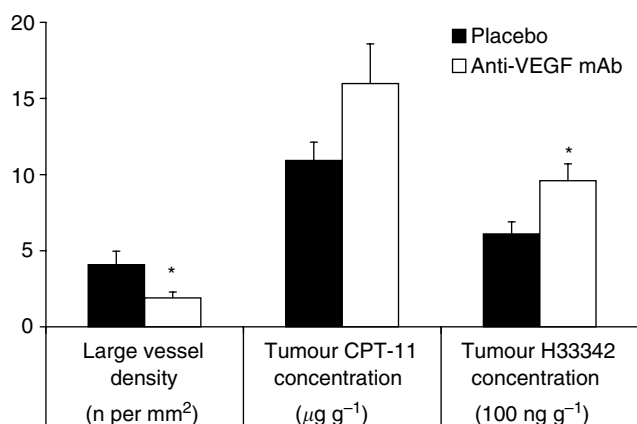 20
15
10
5
0
Placebo
Anti-VEGF mAb
*
*
Large vessel density
(n per mm²)
Tumour CPT-11 concentration
(μg g⁻¹)
Tumour H33342 concentration
(100 ng g⁻¹)